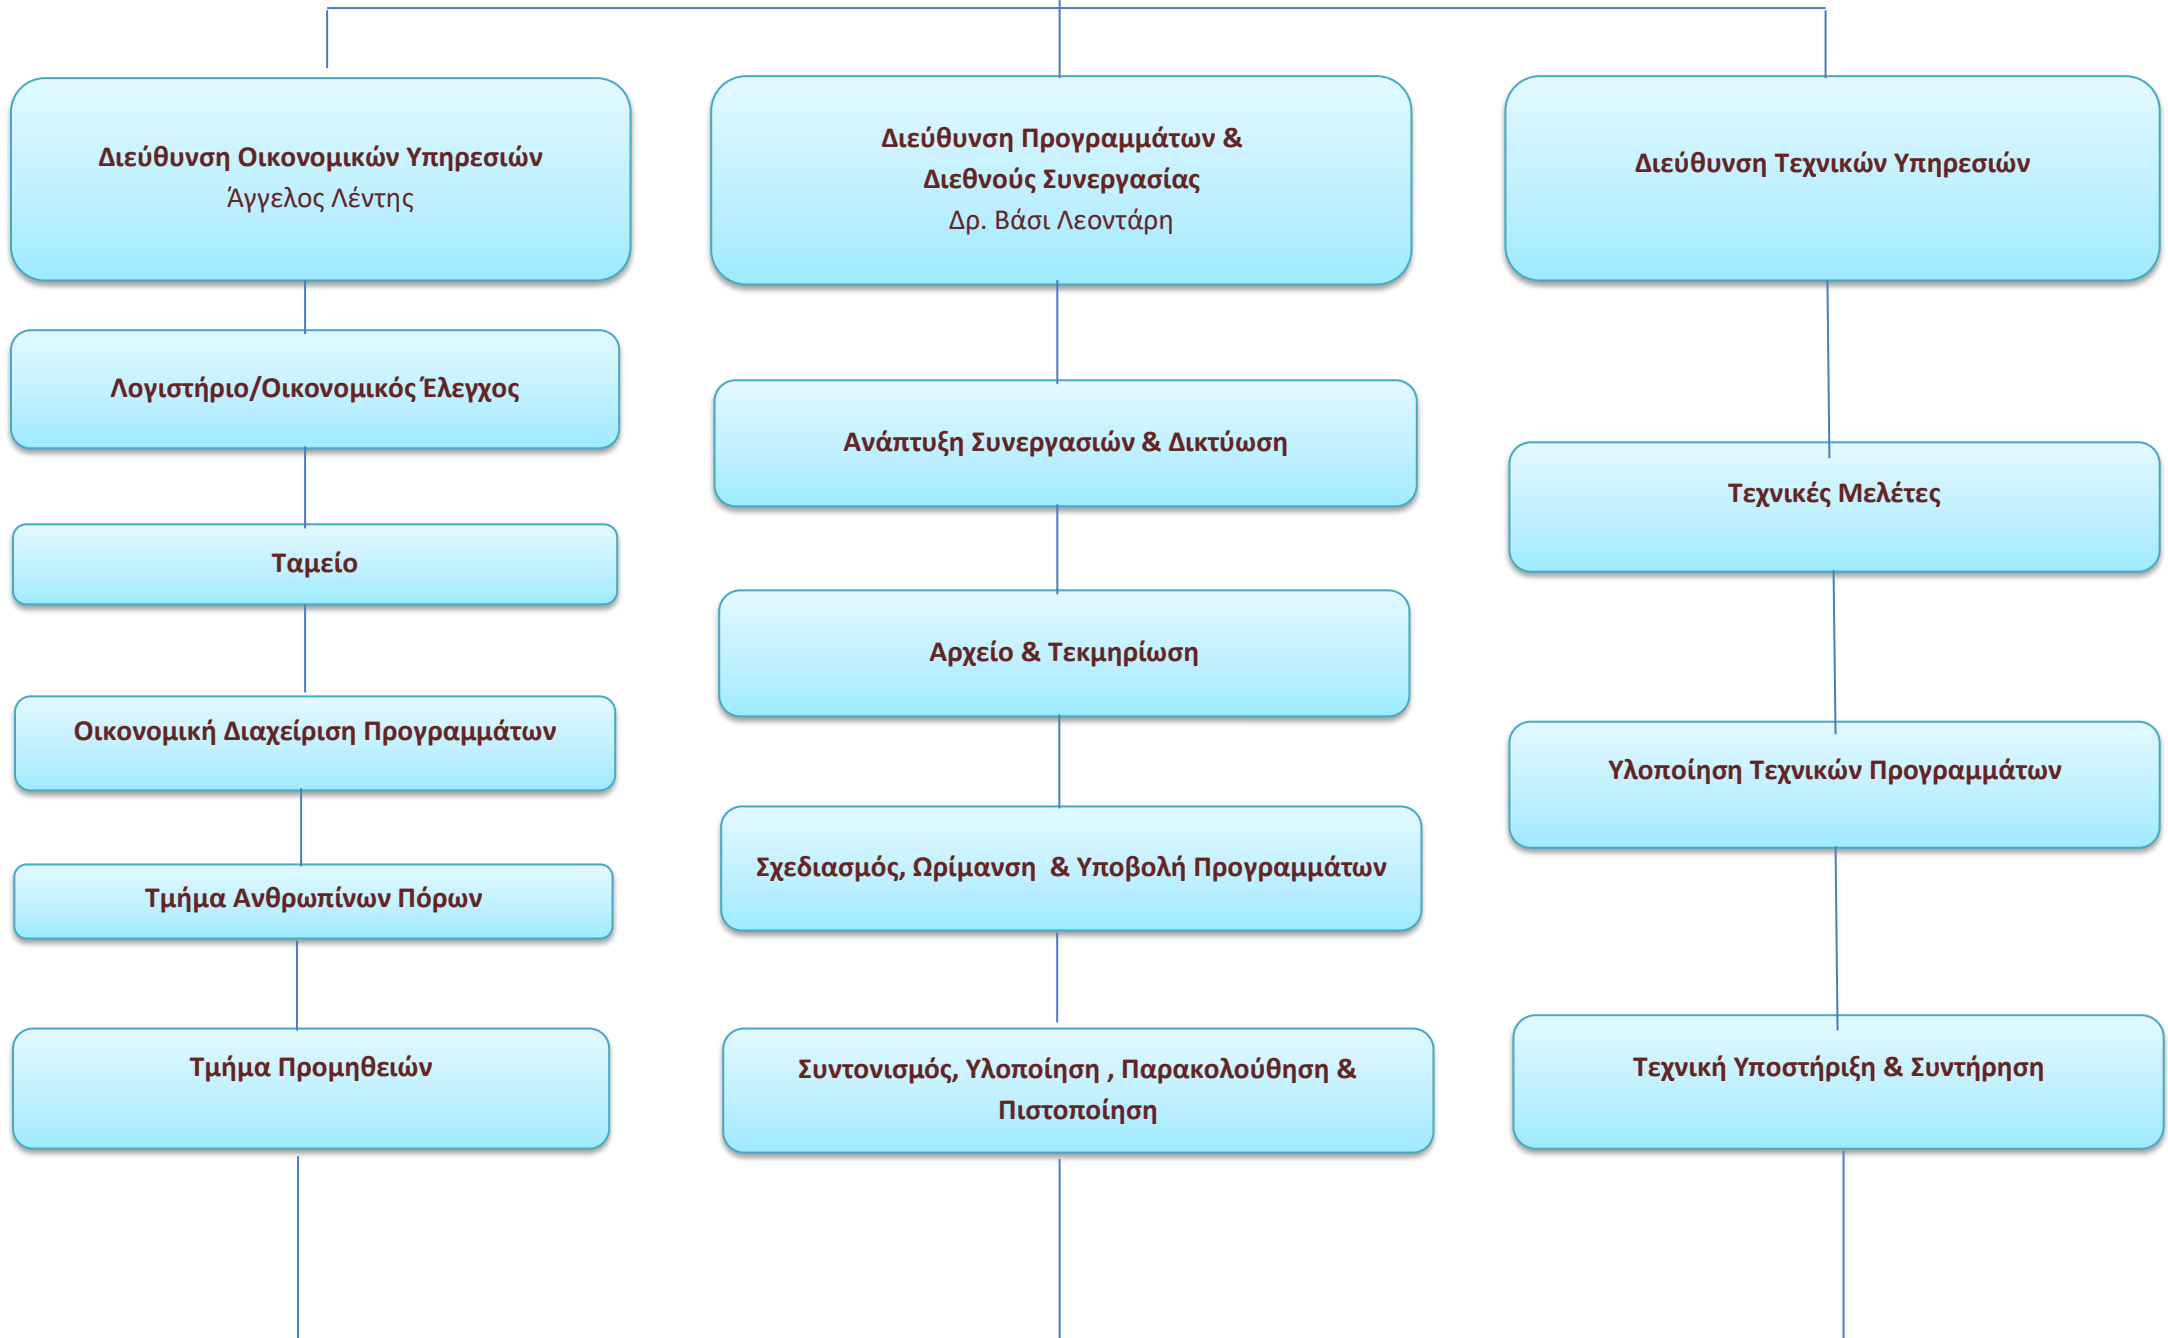 Διεύθυνση Οικονομικών Υπηρεσιών
Άγγελος Λέντης
Λογιστήριο/Οικονομικός Έλεγχος
Ταμείο
Οικονομική Διαχείριση Προγραμμάτων
Τμήμα Ανθρωπίνων Πόρων
Τμήμα Προμηθειών
Διεύθυνση Προγραμμάτων &
Διεθνούς Συνεργασίας
Δρ. Βάσι Λεοντάρη
Ανάπτυξη Συνεργασιών & Δικτύωση
Αρχείο & Τεκμηρίωση
Σχεδιασμός, Ωρίμανση  & Υποβολή Προγραμμάτων
Συντονισμός, Υλοποίηση , Παρακολούθηση &
Πιστοποίηση
Διεύθυνση Τεχνικών Υπηρεσιών
Τεχνικές Μελέτες
Υλοποίηση Τεχνικών Προγραμμάτων
Τεχνική Υποστήριξη & Συντήρηση